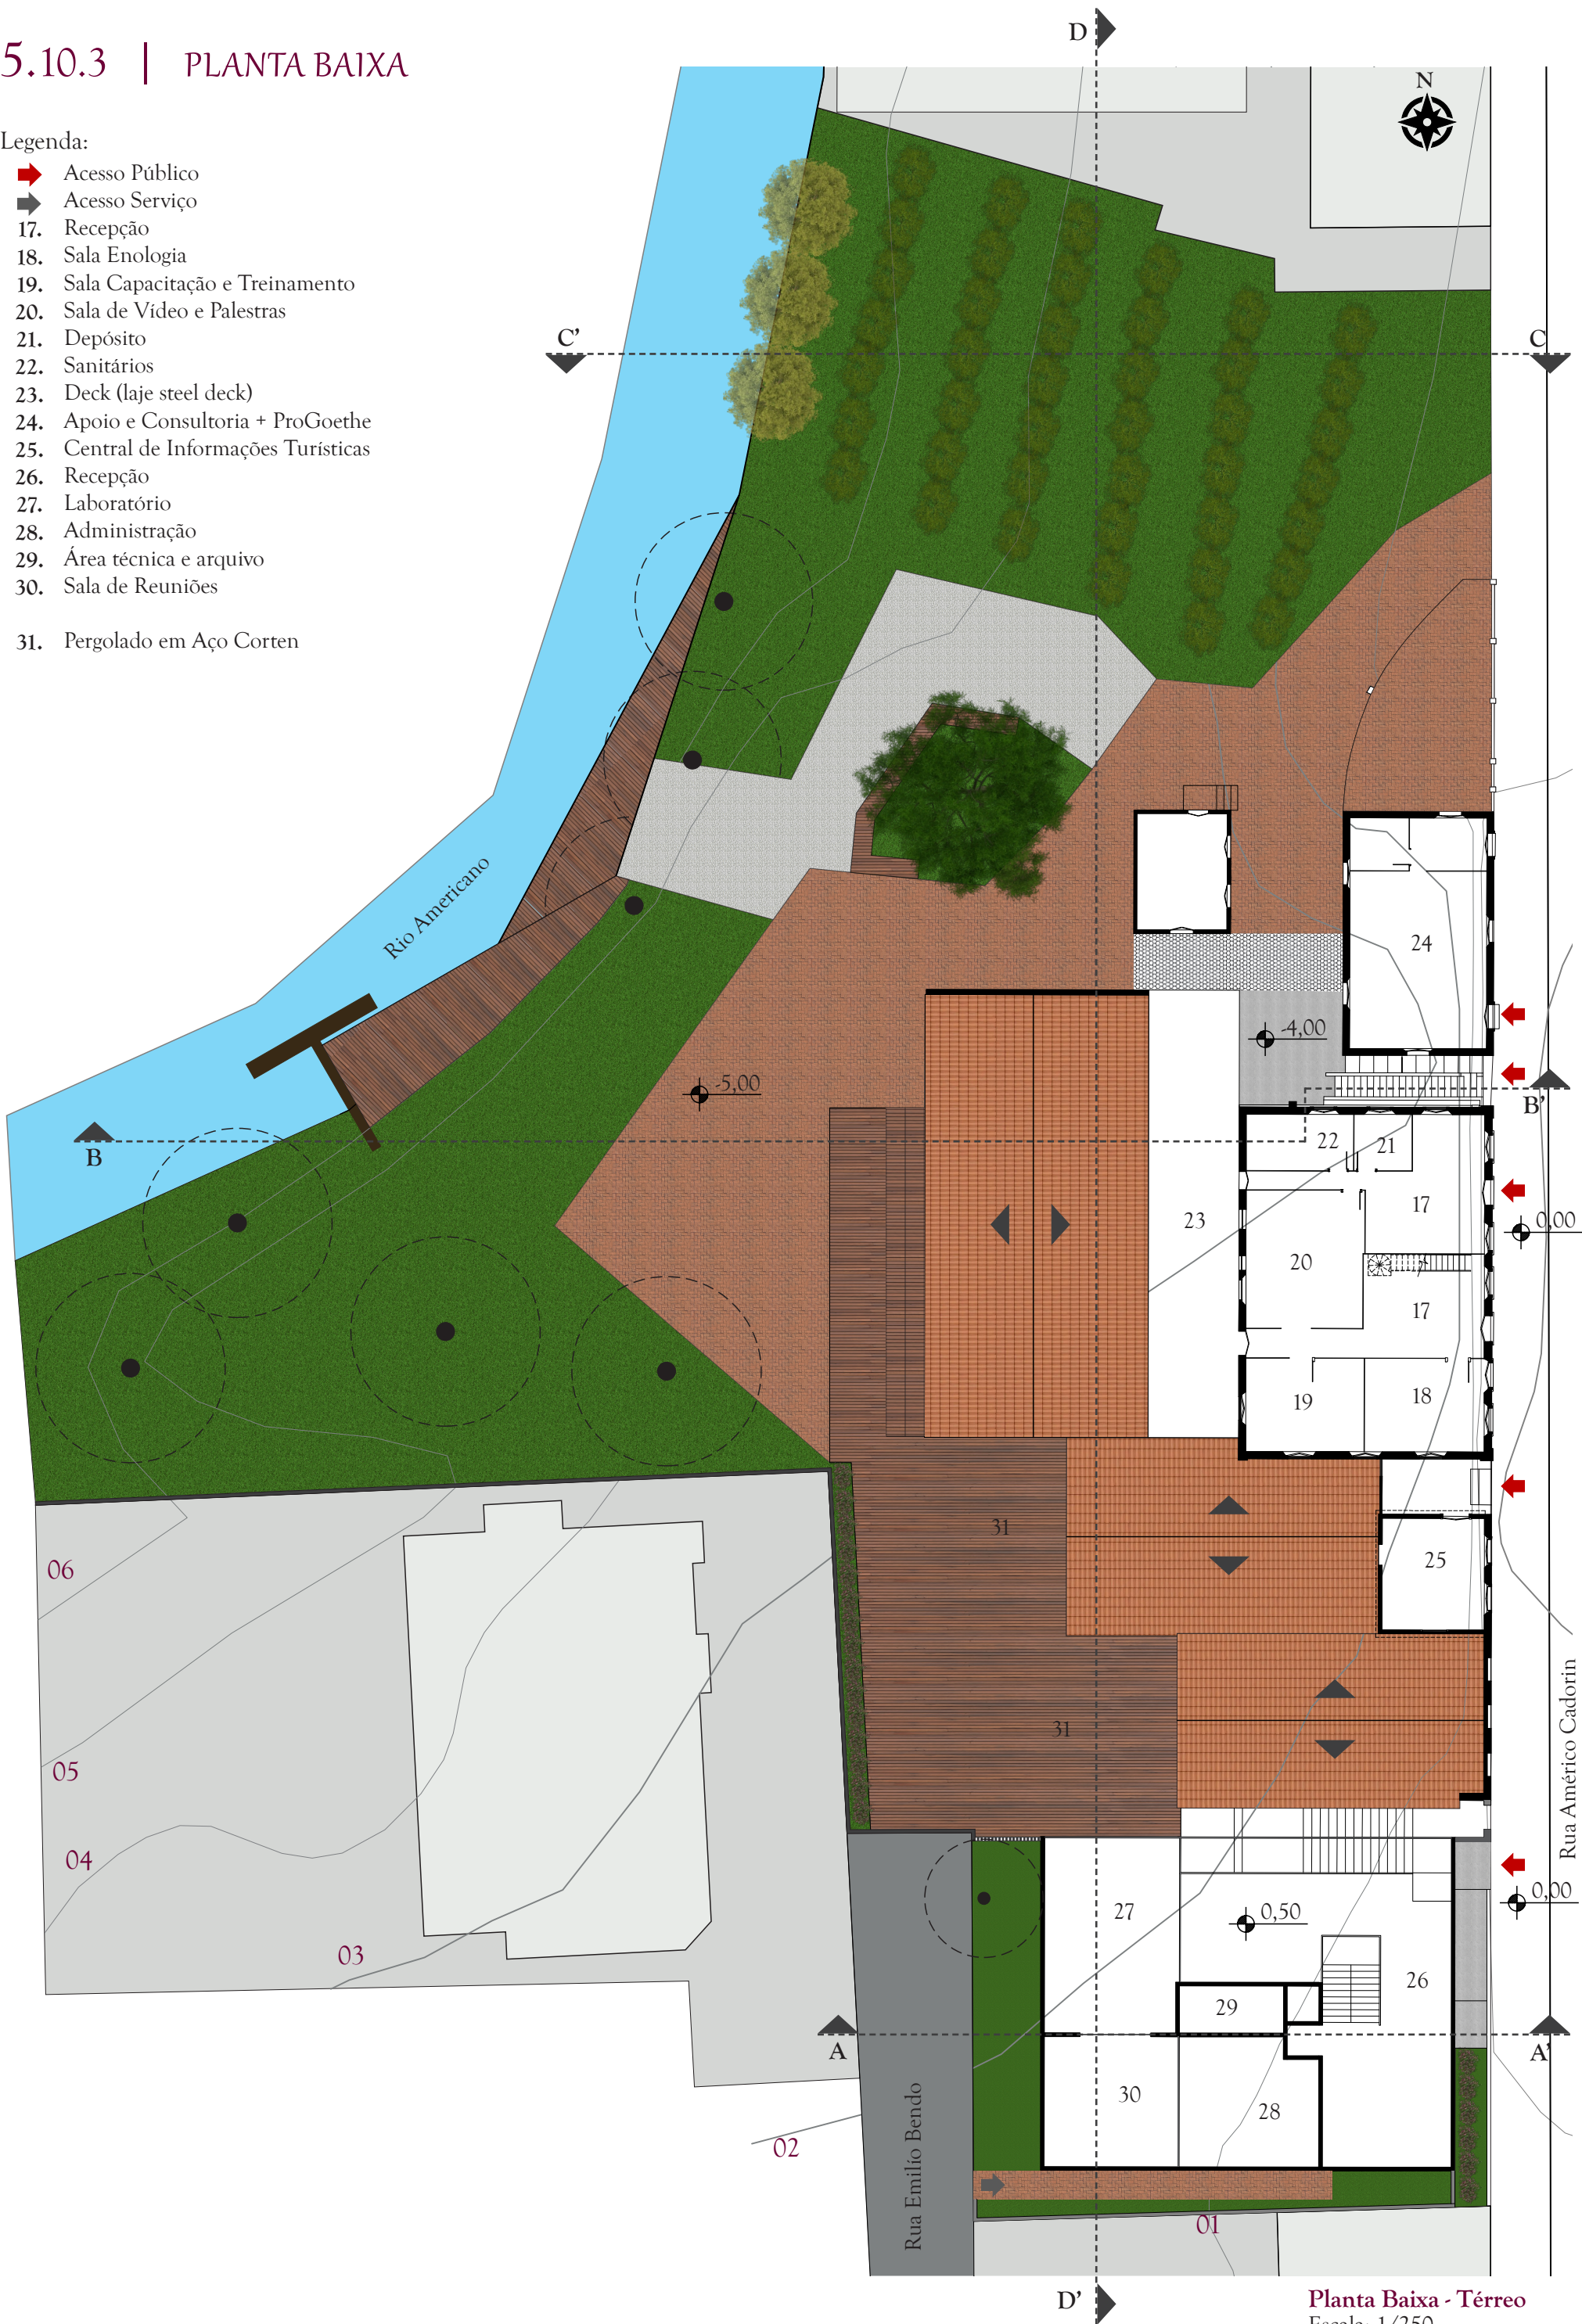 5.10.3 | PLANTA BAIXA
Legenda:
Acesso Público
Acesso Serviço
17. Recepção
18. Sala Enologia
19. Sala Capacitação e Treinamento
20. Sala de Vídeo e Palestras
21. Depósito
22. Sanitários
23. Deck (laje steel deck)
24. Apoio e Consultoria + ProGoethe
25. Central de Informações Turísticas
26. Recepção
27. Laboratório
28. Administração
29. Área técnica e arquivo
30. Sala de Reuniões
31. Pergolado em Aço Corten
D
N
C'
C
Rio Americano
24
-4,00
-5,00
B'
B
22
21
17
23
0,00
20
17
19
18
31
25
06
31
Rua Américo Cadorin
05
04
27
0,50
0,00
03
26
29
A
A'
30
28
02
Rua Emilio Bendo
01
D'
Planta Baixa - Térreo
Escala: 1/250